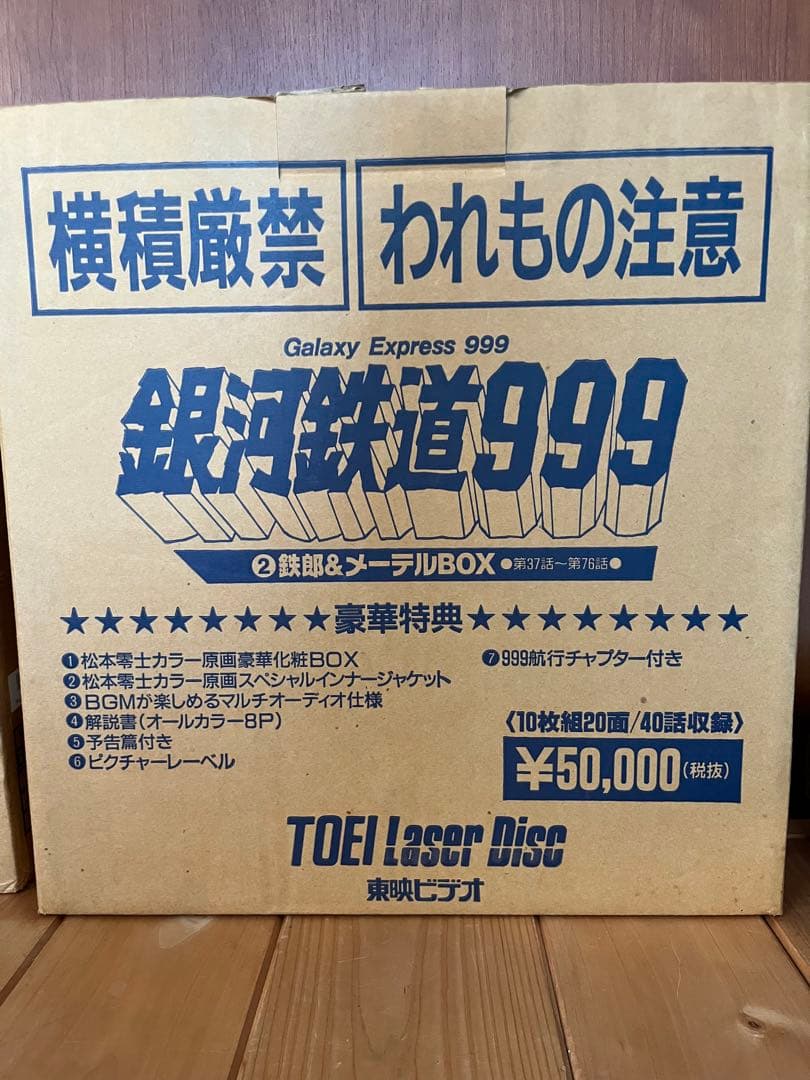 横積厳禁
われもの注意
Galaxy Express 999
銀河鉄道999
②鉄郎&メーテルBOX ●第37話〜第76話●
★★★★★★★★豪華特典★★★★★★★★
❶松本零士カラー原画豪華化粧BOX
❷松本零士カラー原画スペシャルインナージャケット
❸BGMが楽しめるマルチオーディオ仕様
❹解説書(オールカラー8P)
❺予告篇付き
❻ピクチャーレーベル
❼999航行チャプター付き
〈10枚組20面/40話収録〉
¥50,000(税抜)
TOEI Laser Disc
東映ビデオ